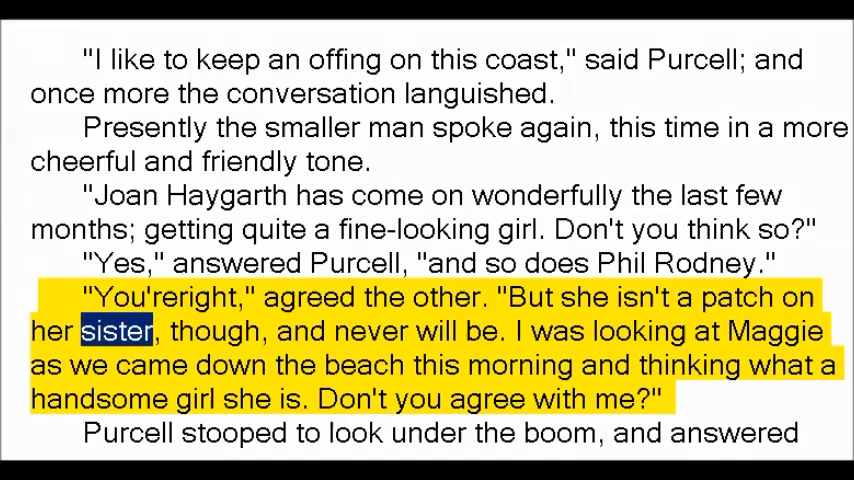 "I like to keep an offing on this coast," said Purcell; and
once more the conversation languished.
Presently the smaller man spoke again, this time in a more
cheerful and friendly tone.
"Joan Haygarth has come on wonderfully the last few
months; getting quite a fine-looking girl. Don't you think so?"
"Yes," answered Purcell, "and so does Phil Rodney."
"You'reright," agreed the other. "But she isn't a patch on
her sister, though, and never will be. I was looking at Maggie
as we came down the beach this morning and thinking what a
handsome girl she is. Don't you agree with me?"
Purcell stooped to look under the boom, and answered